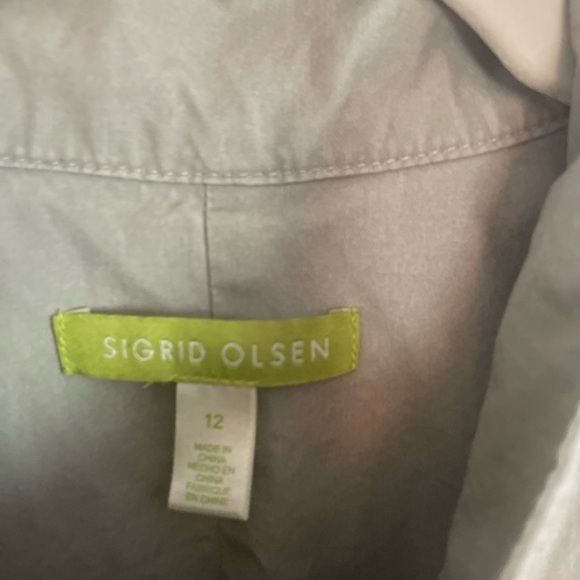 SIGRID OLSEN
12
MADE IN
CHINA
HECHO EN
CHINA
FABRIQUE
EN CHINE